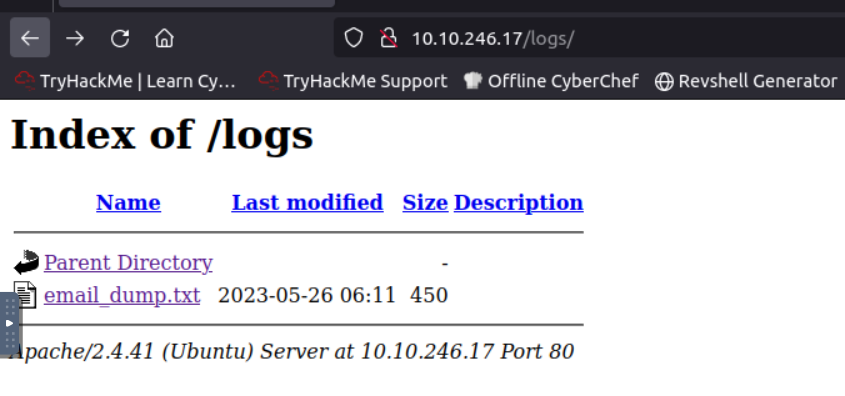 10.10.246.17/logs/
TryHackMe | Learn Cy... TryHackMe Support Offline CyberChef Revshell Generator
Index of /logs
Name Last modified Size Description
Parent Directory -
email_dump.txt 2023-05-26 06:11 450
Apache/2.4.41 (Ubuntu) Server at 10.10.246.17 Port 80